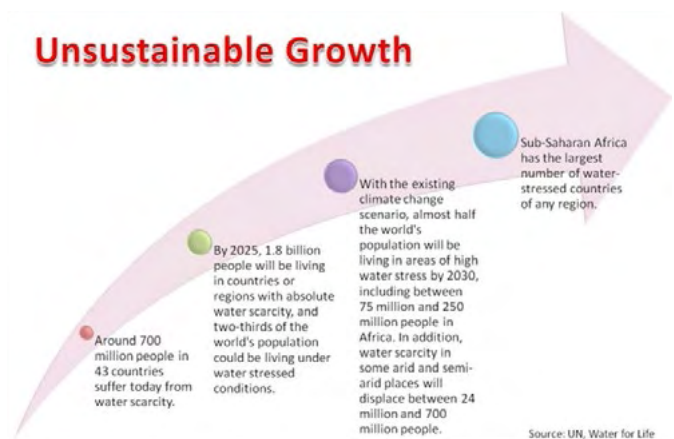 Unsustainable Growth
Around 700
million people in
43 countries
suffer today from
water scarcity.
By 2025, 1.8 billion
people will be living
in countries or
regions with absolute
water scarcity, and
two-thirds of the
world's population
could be living under
water stressed
conditions.
With the existing
climate change
scenario, almost half
the world's
population will be
living in areas of high
water stress by 2030,
including between
75 million and 250
million people in
Africa. In addition,
water scarcity in
some arid and semi-
arid places will
displace between 24
million and 700
million people.
Sub-Saharan Africa
has the largest
number of water-
stressed countries
of any region.
Source: UN, Water for Life